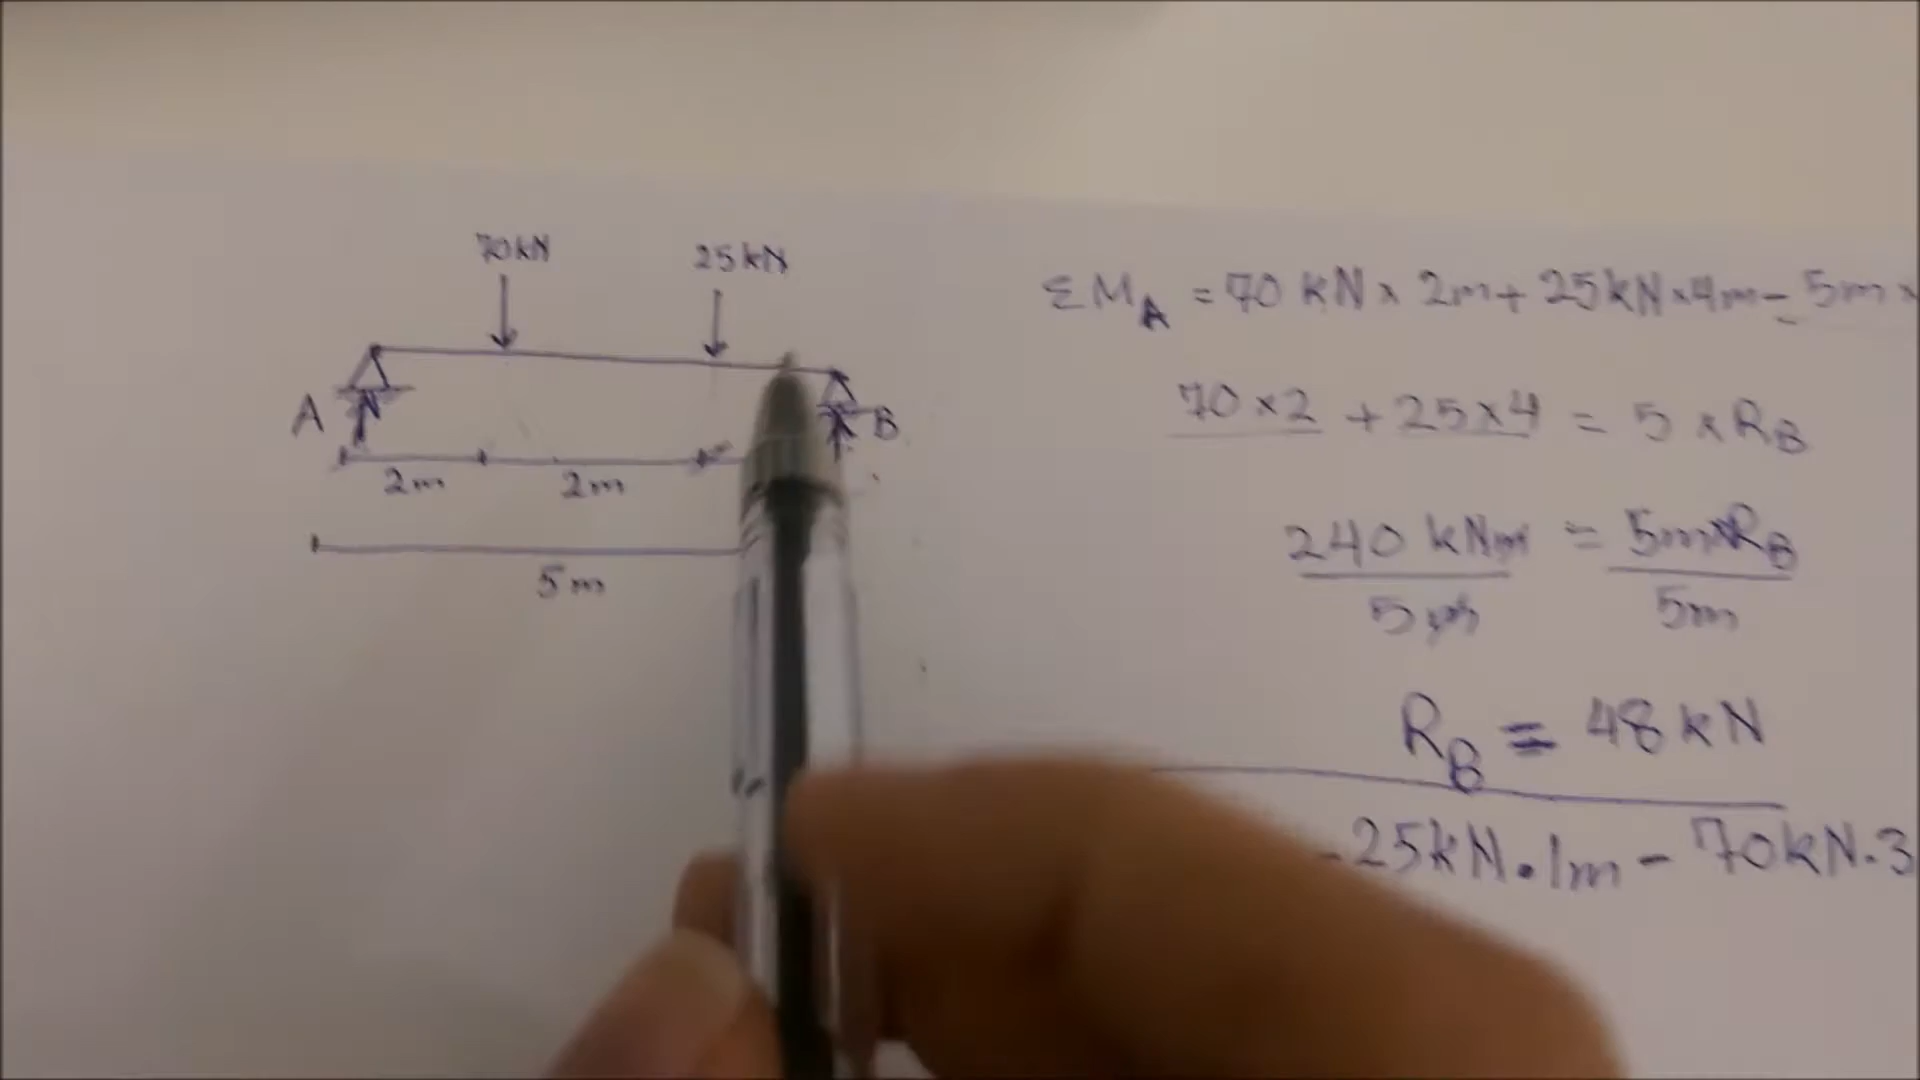 70kN 25kN
A B
2m 2m
5m
ΣM_A = 70 kN × 2m + 25kN × 4m - 5m ×
70 × 2 + 25 × 4 = 5 × R_B
240 kNm = 5m × R_B
5m 5m
R_B = 48 kN
-25kN.1m - 70kN.3